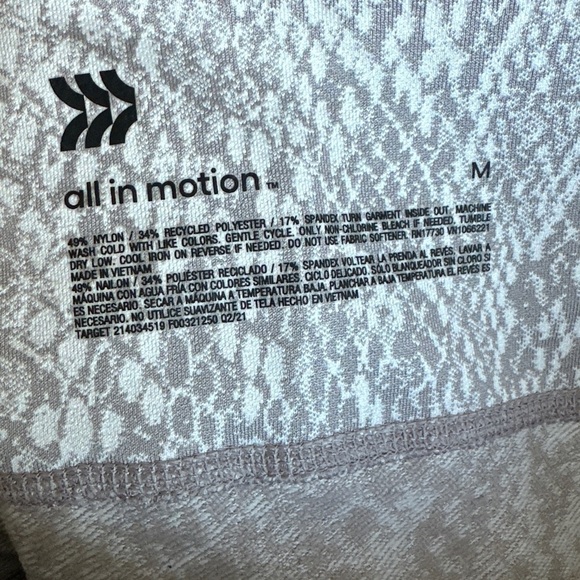 all in motion™
M
49% NYLON / 34% RECYCLED POLYESTER / 17% SPANDEX TURN GARMENT INSIDE OUT. MACHINE
WASH COLD WITH LIKE COLORS. GENTLE CYCLE. ONLY NON-CHLORINE BLEACH IF NEEDED. TUMBLE
DRY LOW. COOL IRON ON REVERSE IF NEEDED. DO NOT USE FABRIC SOFTENER. RN17730 VN1066221
MADE IN VIETNAM
49% NAILON / 34% POLIÉSTER RECICLADO / 17% SPANDEX VOLTEAR LA PRENDA AL REVÉS. LAVAR A
MÁQUINA CON AGUA FRÍA CON COLORES SIMILARES. CICLO DELICADO. SÓLO BLANQUEADOR SIN CLORO SI
ES NECESARIO. SECAR A MÁQUINA A TEMPERATURA BAJA. PLANCHAR A BAJA TEMPERATURA EL REVÉS ES
NECESARIO. NO UTILICE SUAVIZANTE DE TELA HECHO EN VIETNAM
TARGET 214034519 F00321250 Q2/21